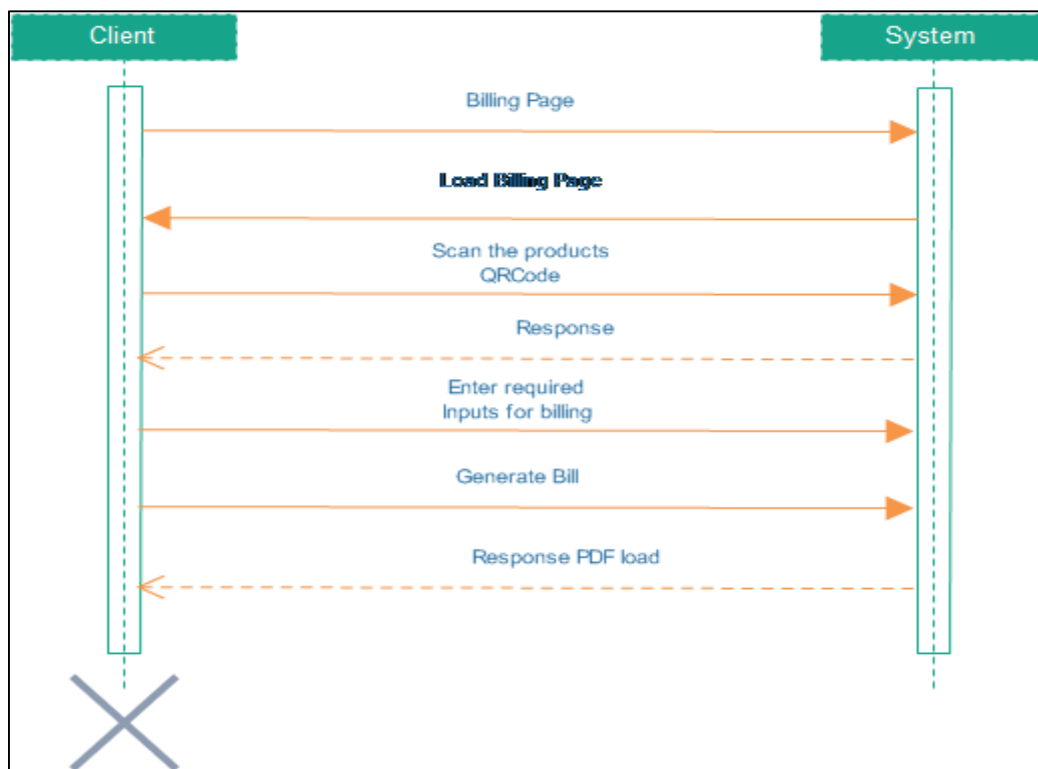 Client
System
Billing Page
Load Billing Page
Scan the products
QRCode
Response
Enter required
Inputs for billing
Generate Bill
Response PDF load